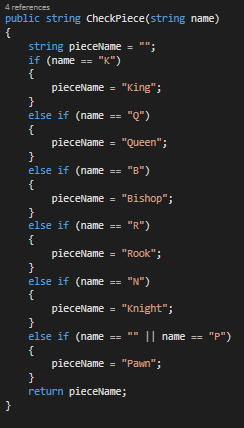 4 references
public string CheckPiece(string name)
{
    string pieceName = "";
    if (name == "K")
    {
        pieceName = "King";
    }
    else if (name == "Q")
    {
        pieceName = "Queen";
    }
    else if (name == "B")
    {
        pieceName = "Bishop";
    }
    else if (name == "R")
    {
        pieceName = "Rook";
    }
    else if (name == "N")
    {
        pieceName = "Knight";
    }
    else if (name == "" || name == "P")
    {
        pieceName = "Pawn";
    }
    return pieceName;
}